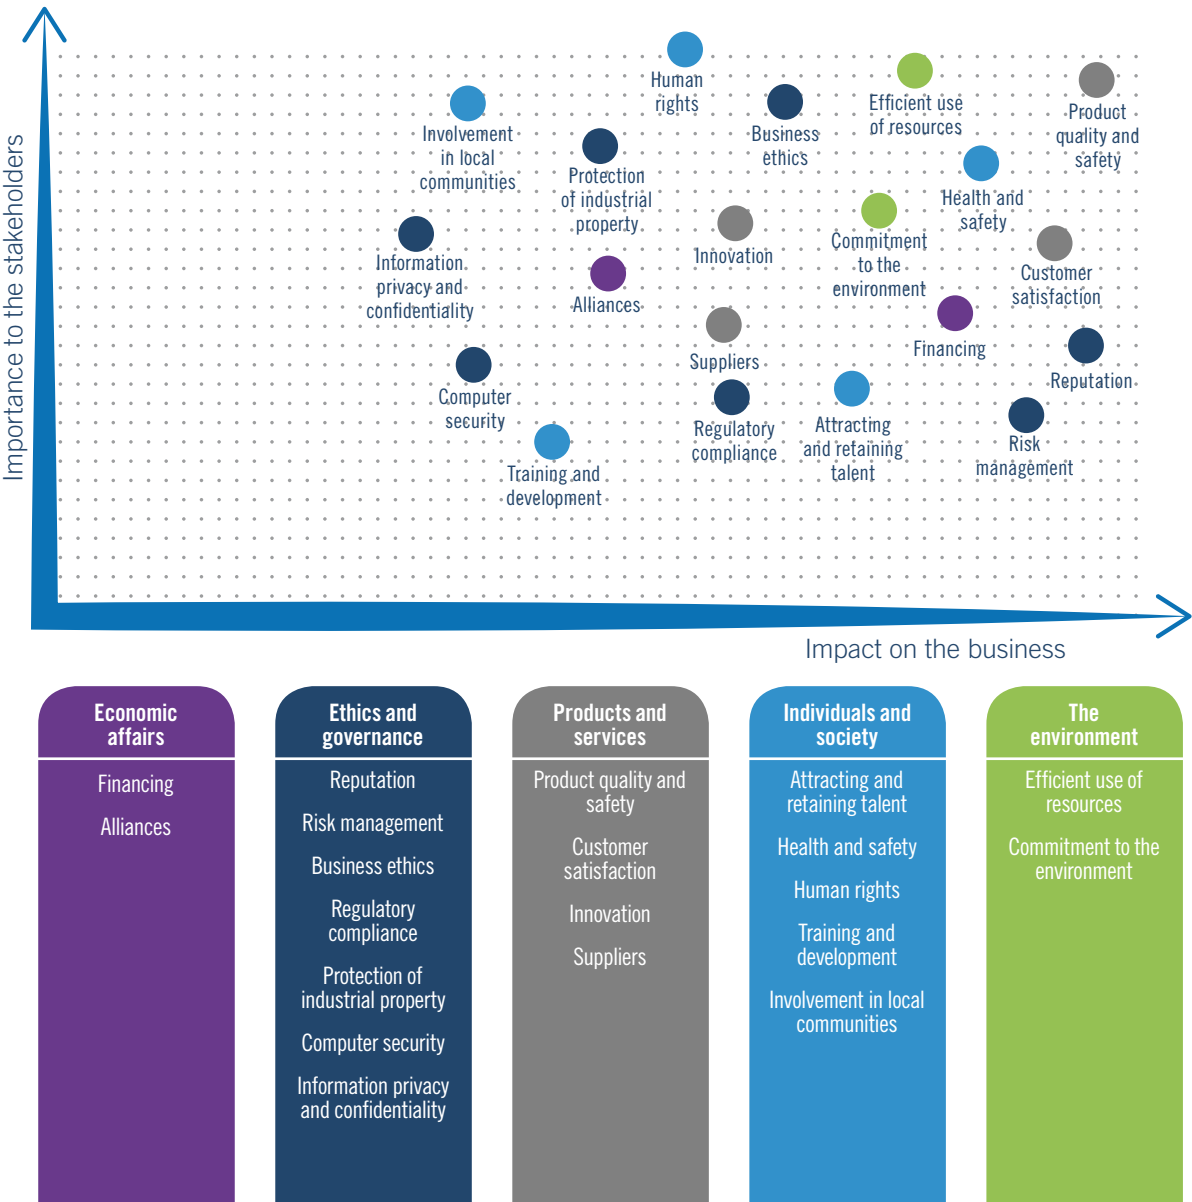 Importance to the stakeholders
Human
rights
Involvement
in local
communities
Protection
of industrial
property
Business
ethics
Efficient use
of resources
Product
quality and
safety
Health and
safety
Information
privacy and
confidentiality
Alliances
Innovation
Commitment
to the
environment
Customer
satisfaction
Suppliers
Financing
Reputation
Computer
security
Regulatory
compliance
Attracting
and retaining
talent
Risk
management
Training and
development
Impact on the business
Economic
affairs
Financing
Alliances
Ethics and
governance
Reputation
Risk management
Business ethics
Regulatory
compliance
Protection of
industrial property
Computer security
Information privacy
and confidentiality
Products and
services
Product quality and
safety
Customer
satisfaction
Innovation
Suppliers
Individuals and
society
Attracting and
retaining talent
Health and safety
Human rights
Training and
development
Involvement in local
communities
The
environment
Efficient use of
resources
Commitment to the
environment